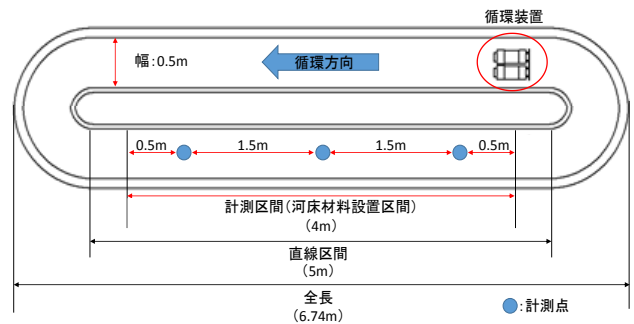 循環装置
幅：0.5m
循環方向
0.5m
1.5m
1.5m
0.5m
計測区間（河床材料設置区間）
（4m）
直線区間
（5m）
全長
（6.74m）
：計測点